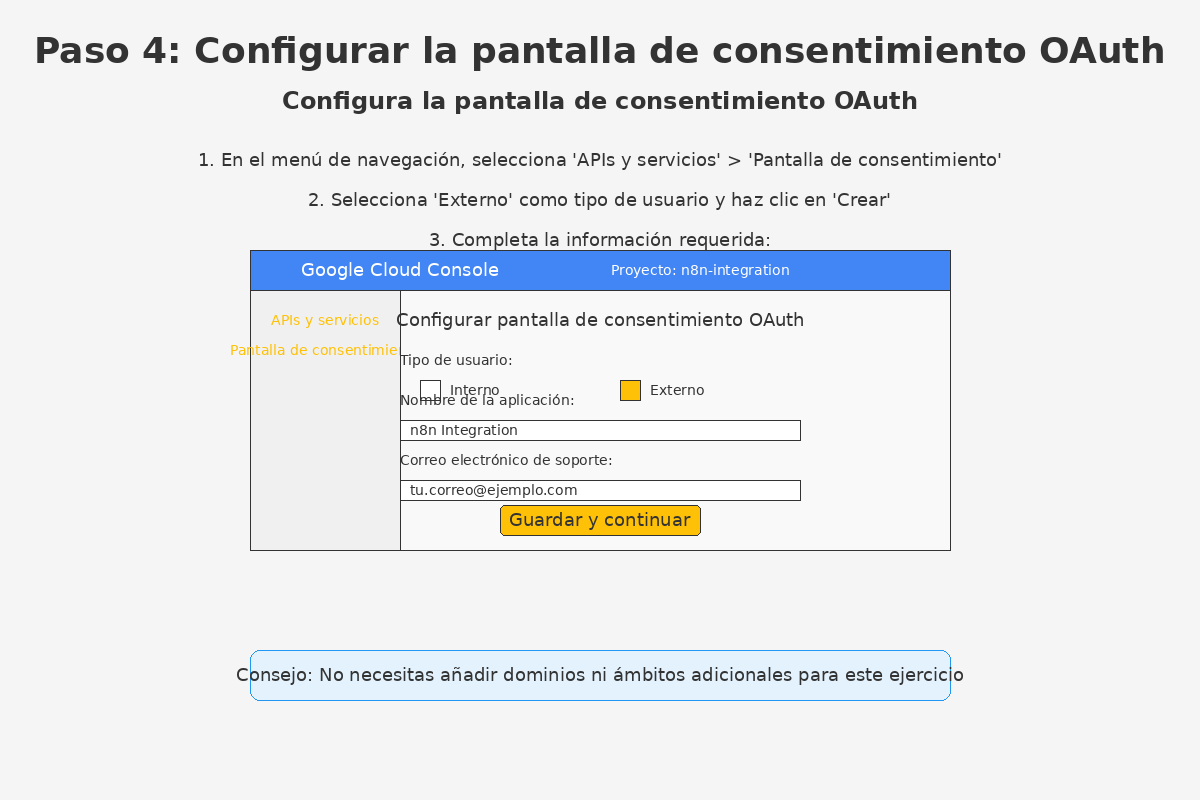 Paso 4: Configurar la pantalla de consentimiento OAuth
Configura la pantalla de consentimiento OAuth
1. En el menú de navegación, selecciona 'APIs y servicios' > 'Pantalla de consentimiento'
2. Selecciona 'Externo' como tipo de usuario y haz clic en 'Crear'
3. Completa la información requerida:
Google Cloud Console
Proyecto: n8n-integration
APIs y servicios
Pantalla de consentimie
Configurar pantalla de consentimiento OAuth
Tipo de usuario:
Interno
Externo
Nombre de la aplicación:
n8n Integration
Correo electrónico de soporte:
tu.correo@ejemplo.com
Guardar y continuar
Consejo: No necesitas añadir dominios ni ámbitos adicionales para este ejercicio